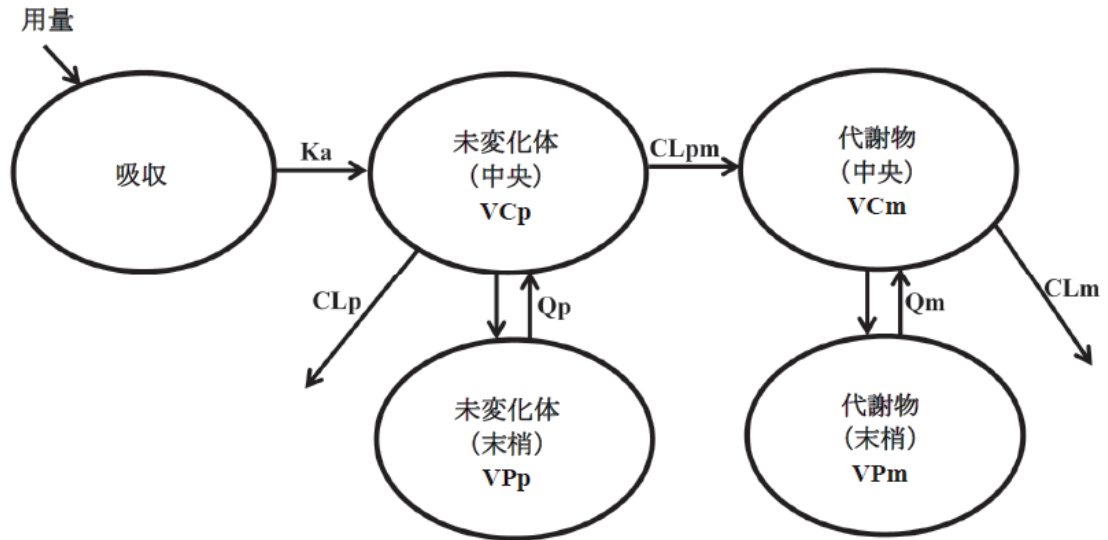 用量
吸収
Ka
未変化体
（中央）
VCp
CLpm
代謝物
（中央）
VCm
CLp
Qp
Qm
CLm
未変化体
（末梢）
VPp
代謝物
（末梢）
VPm